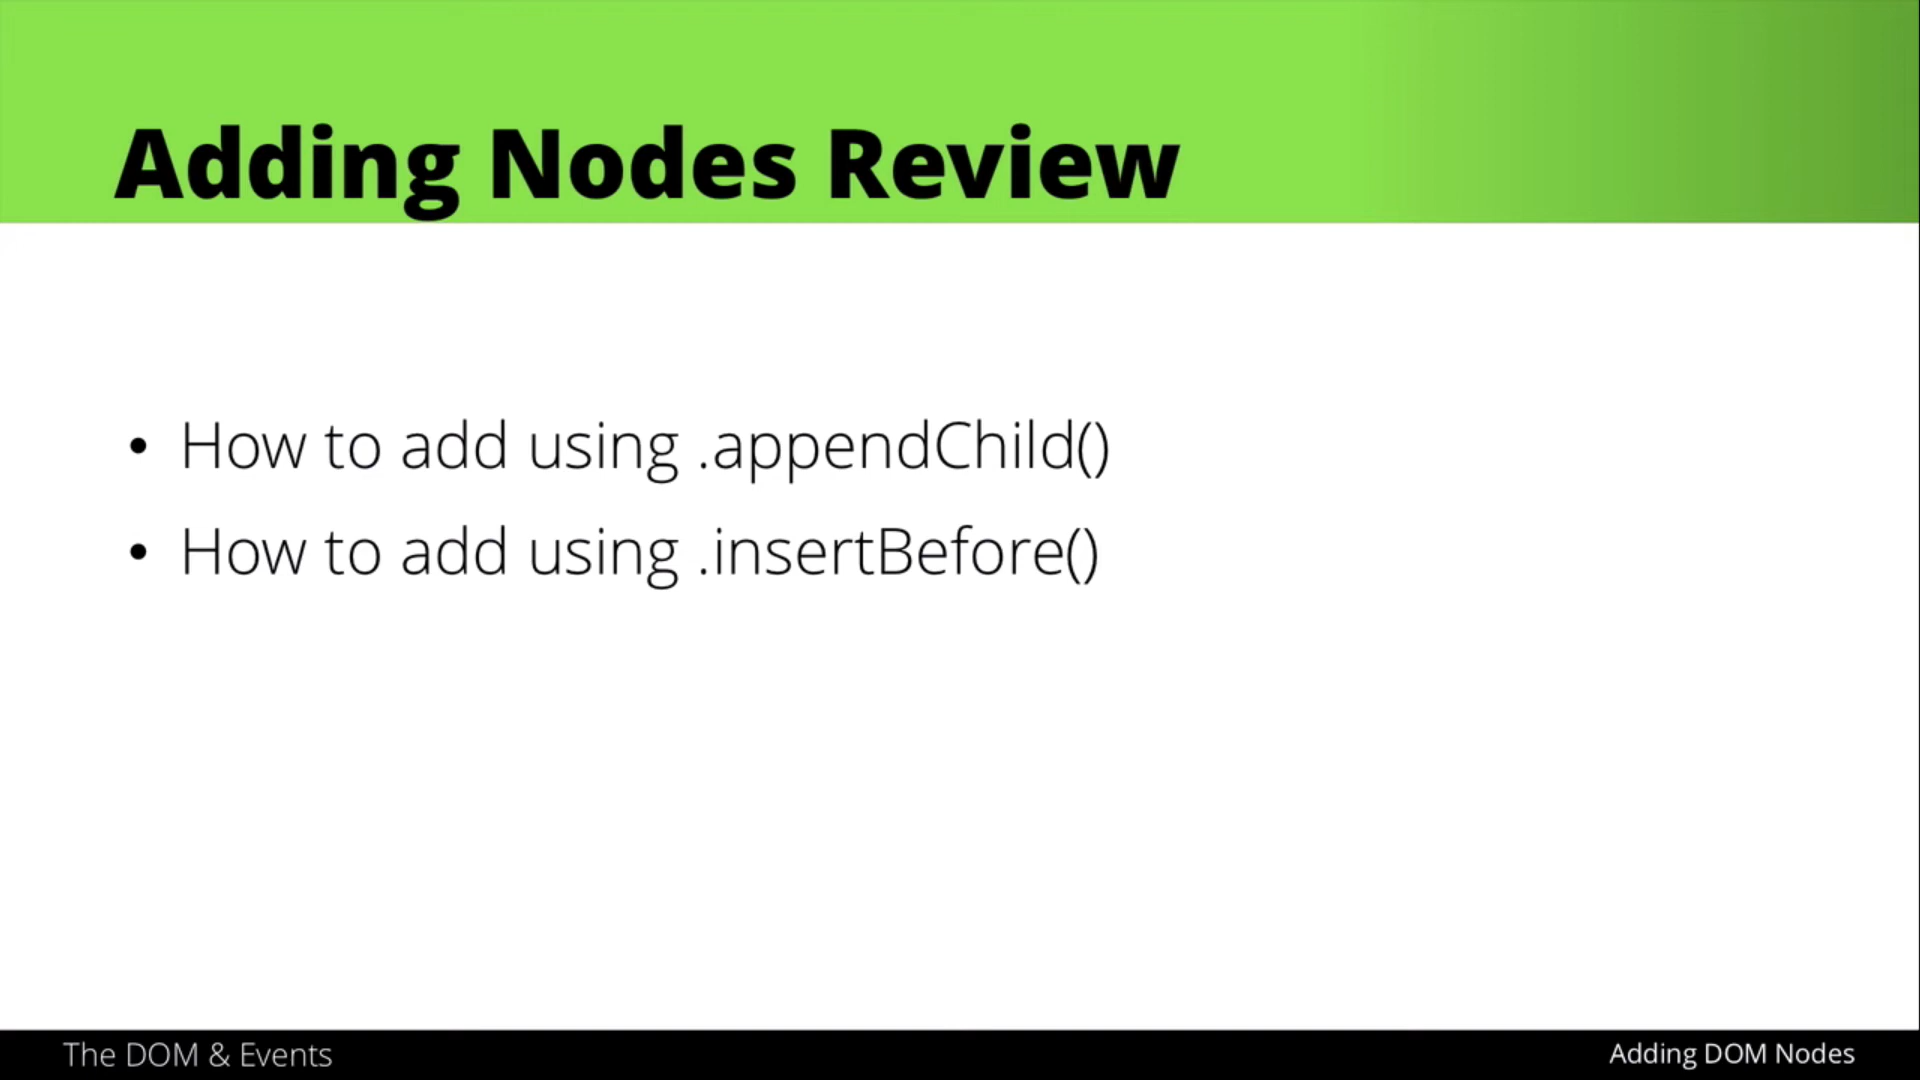 Adding Nodes Review
• How to add using .appendChild()
• How to add using .insertBefore()
The DOM & Events
Adding DOM Nodes